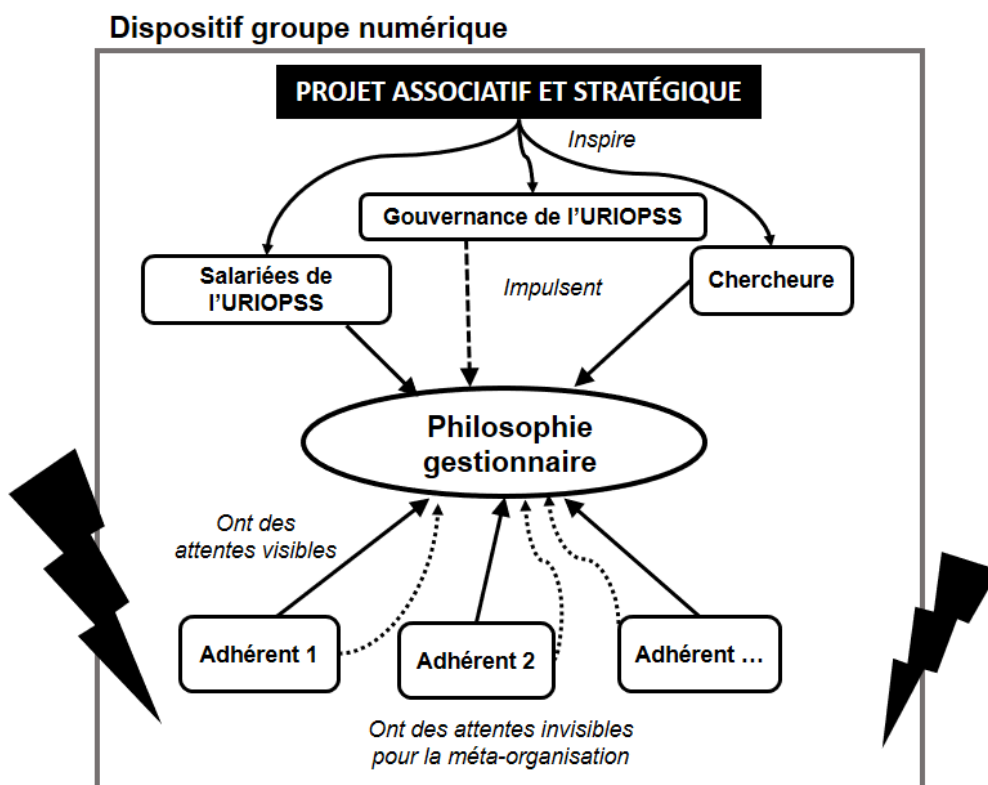 Dispositif groupe numérique
PROJET ASSOCIATIF ET STRATÉGIQUE
Inspire
Gouvernance de l'URIOPSS
Salariées de
l'URIOPSS
Impulsent
Chercheure
Philosophie
gestionnaire
Ont des
attentes visibles
Adhérent 1
Adhérent 2
Adhérent …
Ont des attentes invisibles
pour la méta-organisation